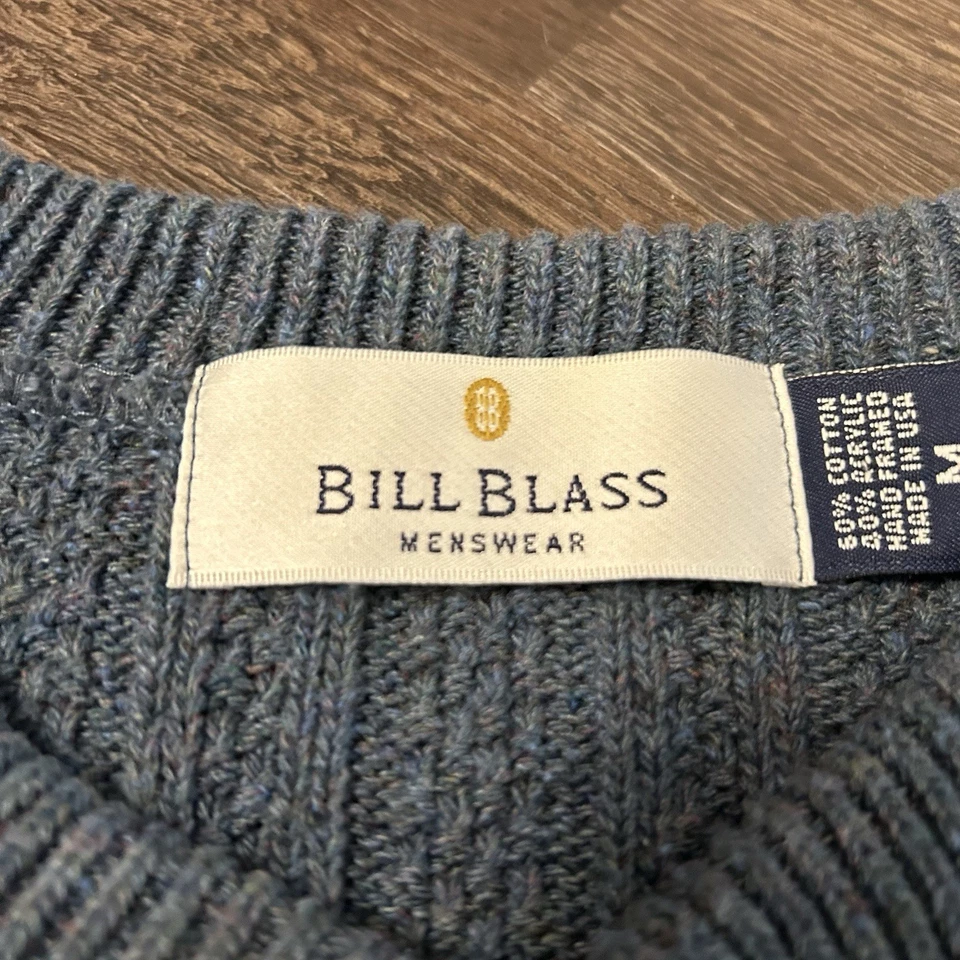 BILL BLASS
MENSWEAR
60% COTTON
40% ACRYLIC
HAND FRAMED
MADE IN USA
M